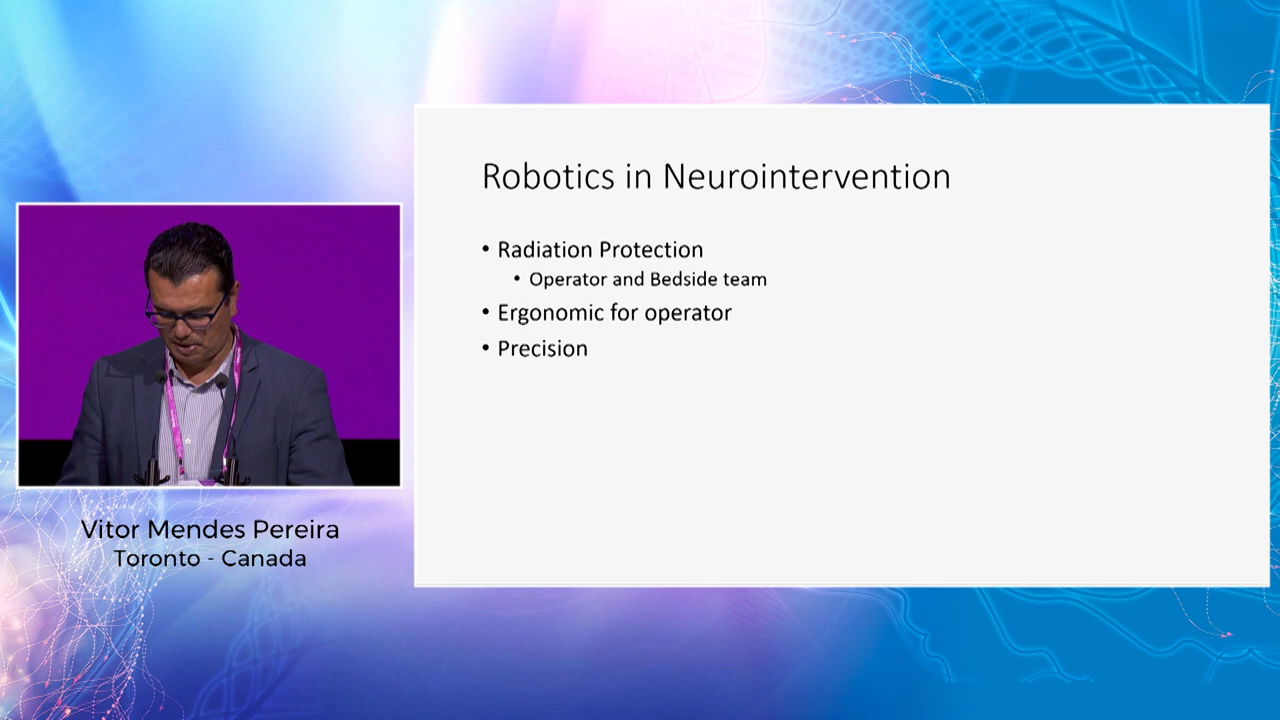 Robotics in Neurointervention
• Radiation Protection
• Operator and Bedside team
• Ergonomic for operator
• Precision
Vitor Mendes Pereira
Toronto - Canada